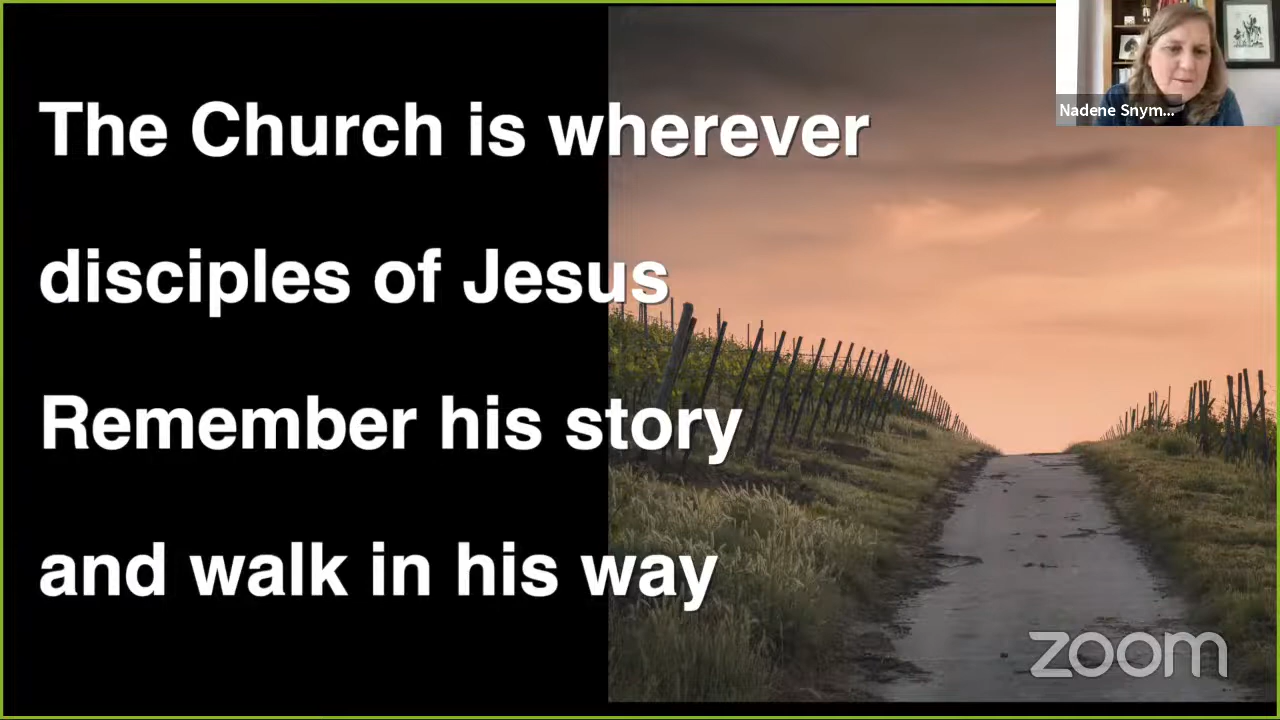 The Church is wherever
disciples of Jesus
Remember his story
and walk in his way
Nadene Snym...
zoom